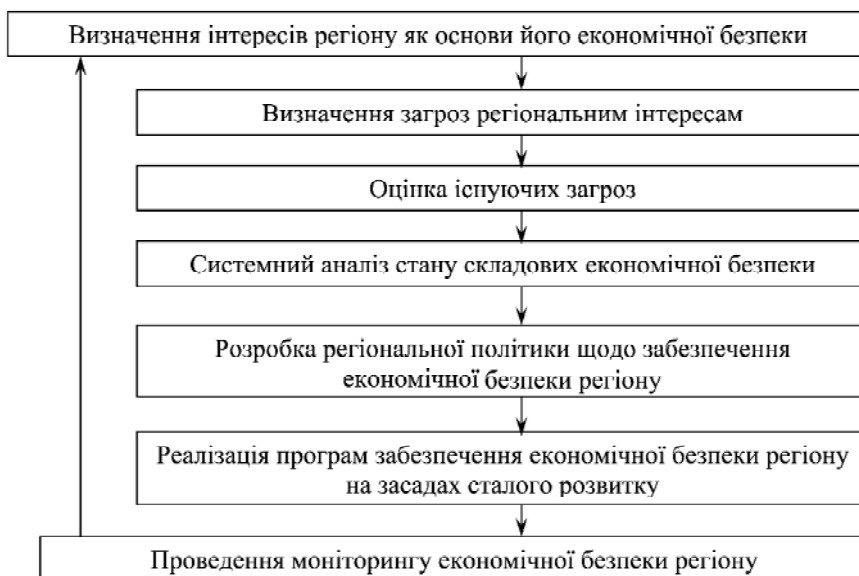 Визначення інтересів регіону як основи його економічної безпеки
Визначення загроз регіональним інтересам
Оцінка існуючих загроз
Системний аналіз стану складових економічної безпеки
Розробка регіональної політики щодо забезпечення
економічної безпеки регіону
Реалізація програм забезпечення економічної безпеки регіону
на засадах сталого розвитку
Проведення моніторингу економічної безпеки регіону